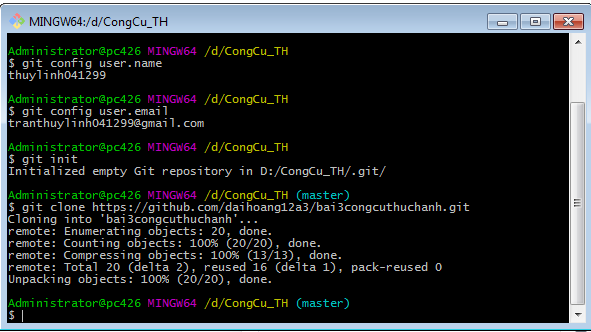 MINGW64:/d/CongCu_TH
Administrator@pc426 MINGW64 /d/CongCu_TH
$ git config user.name
thuylinh041299
Administrator@pc426 MINGW64 /d/CongCu_TH
$ git config user.email
tranthuylinh041299@gmail.com
Administrator@pc426 MINGW64 /d/CongCu_TH
$ git init
Initialized empty Git repository in D:/CongCu_TH/.git/
Administrator@pc426 MINGW64 /d/CongCu_TH (master)
$ git clone https://github.com/daihoang12a3/bai3congcuthuchanh.git
Cloning into 'bai3congcuthuchanh'...
remote: Enumerating objects: 20, done.
remote: Counting objects: 100% (20/20), done.
remote: Compressing objects: 100% (13/13), done.
remote: Total 20 (delta 2), reused 16 (delta 1), pack-reused 0
Unpacking objects: 100% (20/20), done.
Administrator@pc426 MINGW64 /d/CongCu_TH (master)
$